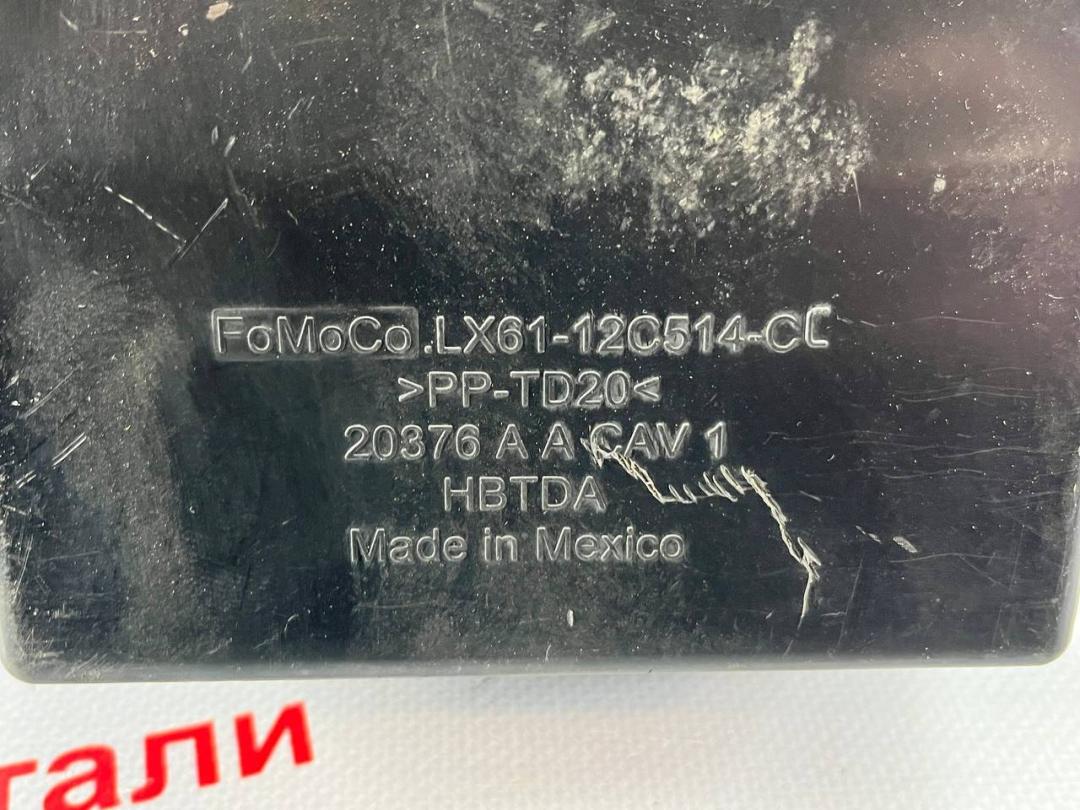 FoMoCo.LX61-12C514-CC
>PP-TD20<
20376 A A CAV 1
HBTDA
Made in Mexico
тали